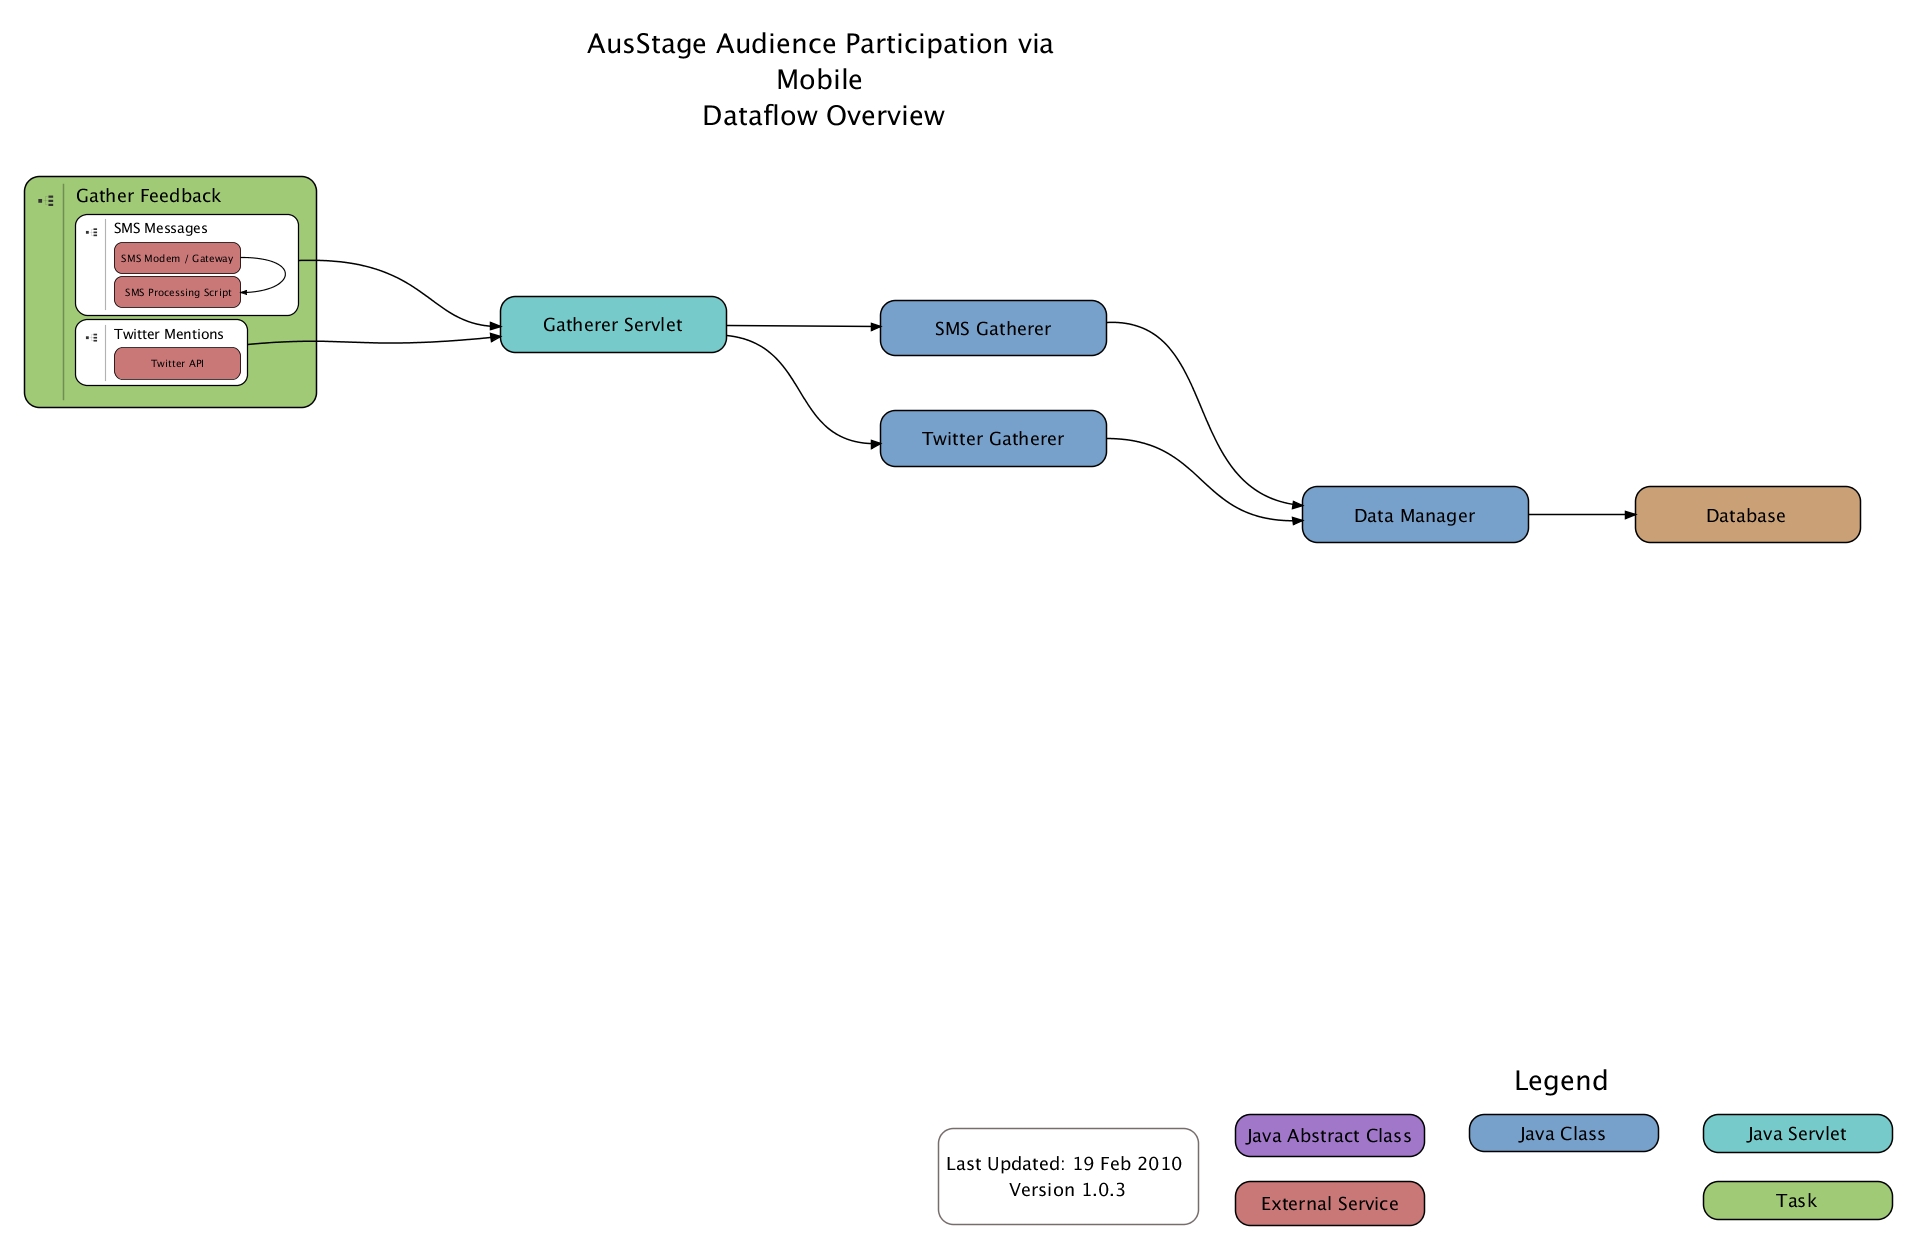 AusStage Audience Participation via
Mobile
Dataflow Overview
Gather Feedback
SMS Messages
SMS Modem / Gateway
SMS Processing Script
Twitter Mentions
Twitter API
Gatherer Servlet
SMS Gatherer
Twitter Gatherer
Data Manager
Database
Legend
Java Abstract Class
Java Class
Java Servlet
Last Updated: 19 Feb 2010
Version 1.0.3
External Service
Task